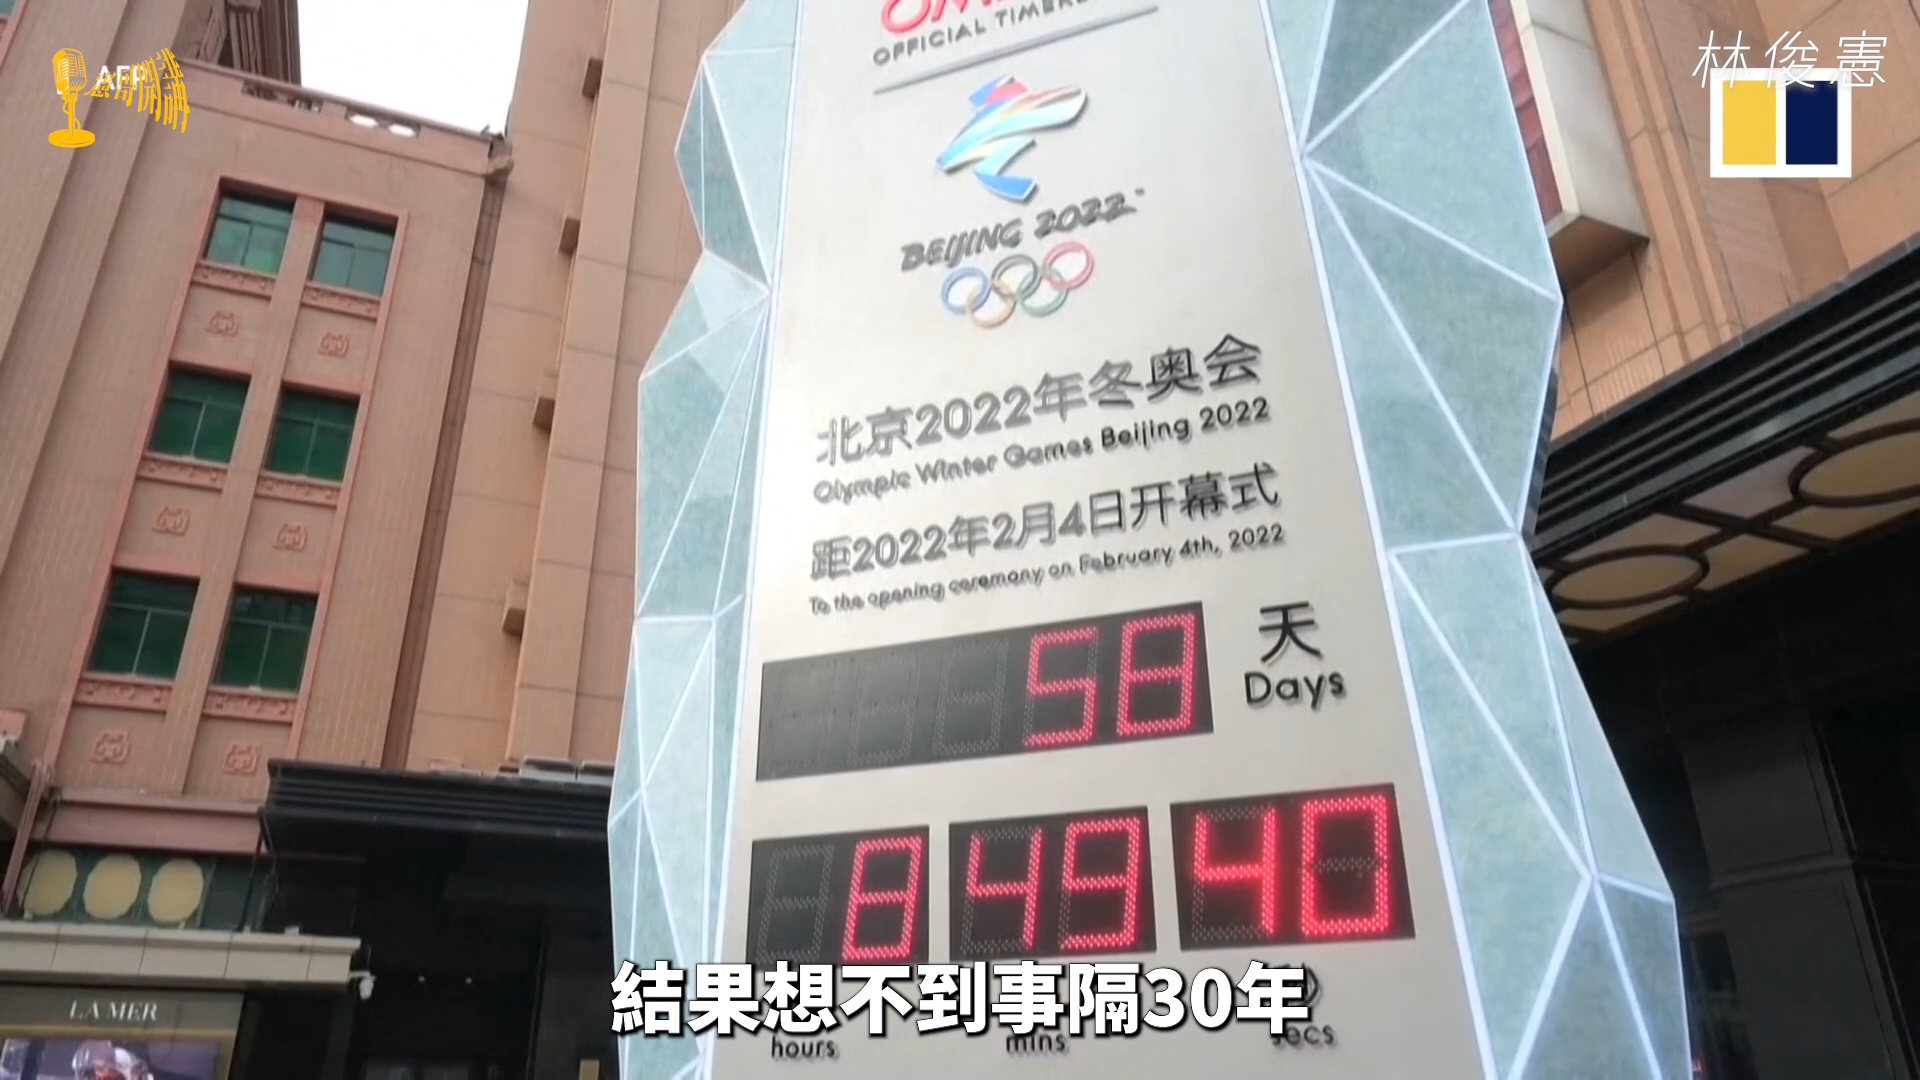 OFFICIAL
AFP
開講
林俊憲
BEIJING 2022
北京2022年冬奥会
Olympic Winter Games Beijing 2022
距2022年2月4日开幕式
To the opening ceremony on February 4th, 2022
58
天
Days
8 49 40
hours mins secs
LA MER
結果想不到事隔30年